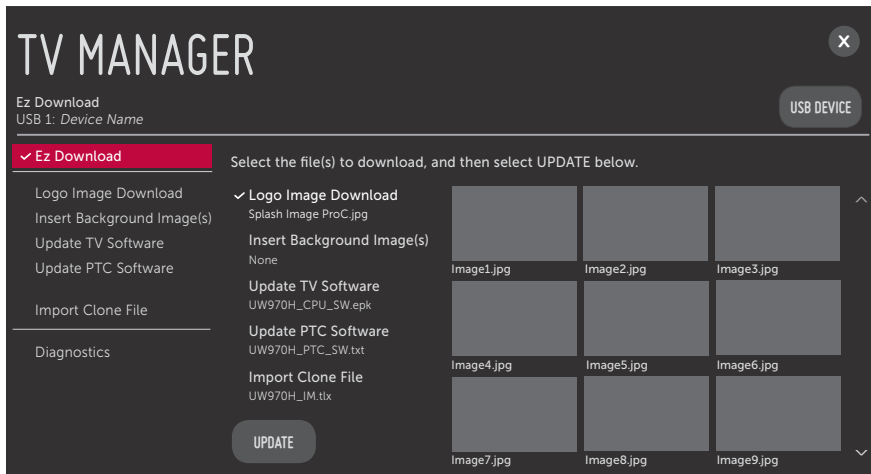 TV MANAGER
X
Ez Download
USB 1: Device Name
USB DEVICE
Ez Download
Logo Image Download
Insert Background Image(s)
Update TV Software
Update PTC Software
Import Clone File
Diagnostics
Select the file(s) to download, and then select UPDATE below.
Logo Image Download
Splash Image ProC.jpg
Insert Background Image(s)
None
Update TV Software
UW970H_CPU_SW.epk
Update PTC Software
UW970H_PTC_SW.txt
Import Clone File
UW970H_IM.tlx
UPDATE
Image1.jpg Image2.jpg Image3.jpg
Image4.jpg Image5.jpg Image6.jpg
Image7.jpg Image8.jpg Image9.jpg